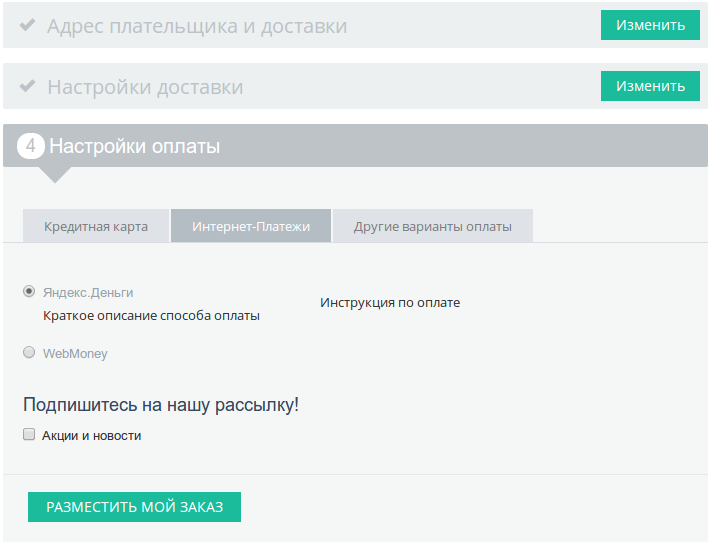 Адрес плательщика и доставки
Изменить
Настройки доставки
Изменить
4 Настройки оплаты
Кредитная карта Интернет-Платежи Другие варианты оплаты
Яндекс.Деньги
Инструкция по оплате
Краткое описание способа оплаты
WebMoney
Подпишитесь на нашу рассылку!
Акции и новости
РАЗМЕСТИТЬ МОЙ ЗАКАЗ